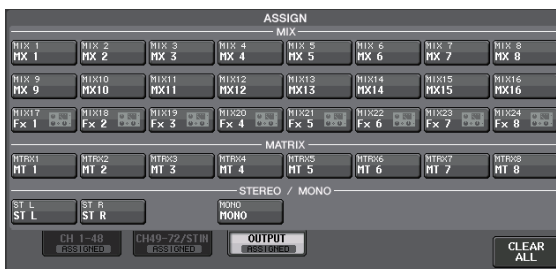 ASSIGN
MIX
MIX 1 MIX 2 MIX 3 MIX 4 MIX 5 MIX 6 MIX 7 MIX 8
MX 1 MX 2 MX 3 MX 4 MX 5 MX 6 MX 7 MX 8
MIX 9 MIX10 MIX11 MIX12 MIX13 MIX14 MIX15 MIX16
MX 9 MX10 MX11 MX12 MX13 MX14 MX15 MX16
MIX17 MIX18 MIX19 MIX20 MIX21 MIX22 MIX23 MIX24
Fx 1 Fx 2 Fx 3 Fx 4 Fx 5 Fx 6 Fx 7 Fx 8
MATRIX
MTRX1 MTRX2 MTRX3 MTRX4 MTRX5 MTRX6 MTRX7 MTRX8
MT 1 MT 2 MT 3 MT 4 MT 5 MT 6 MT 7 MT 8
STEREO / MONO
ST L ST R MONO
ST L ST R MONO
CH 1-48 CH49-72/STIN OUTPUT
ASSIGNED ASSIGNED ASSIGNED
CLEAR
ALL